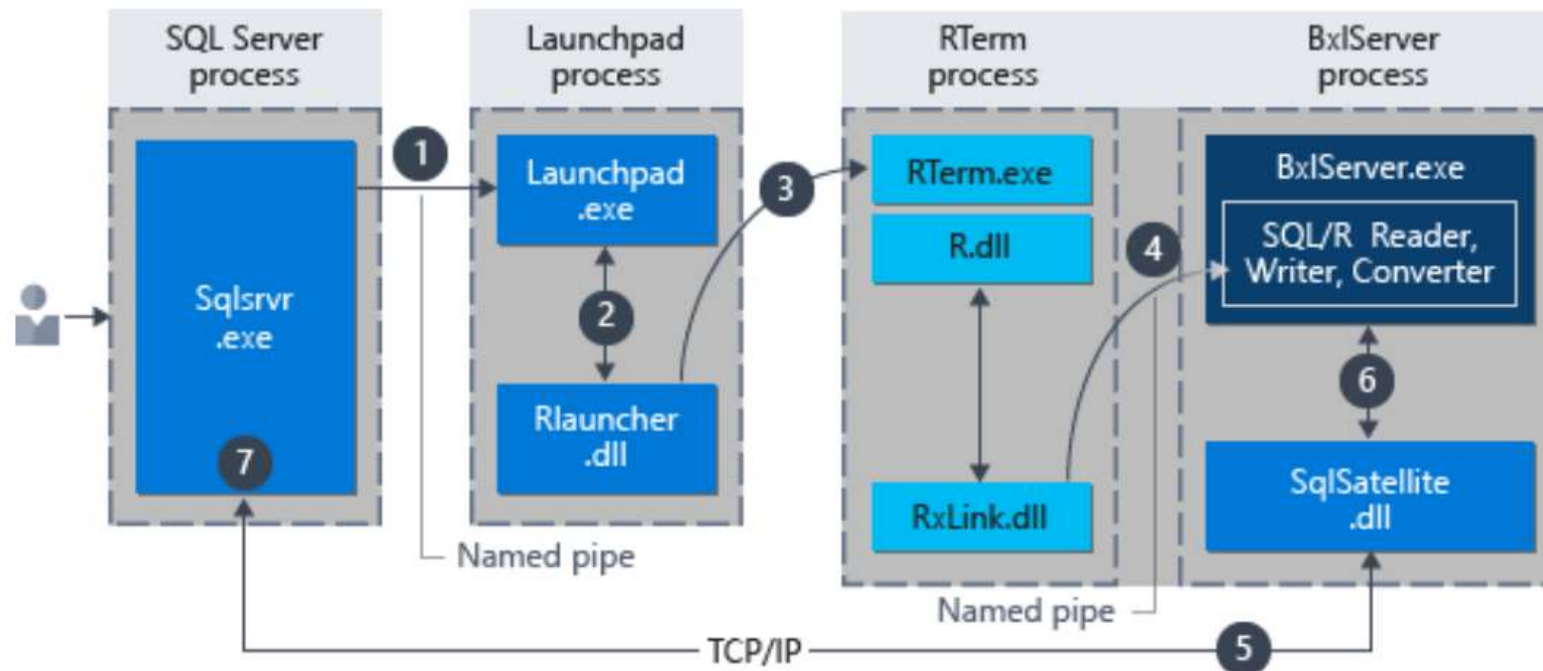 SQL Server
process
Launchpad
process
RTerm
process
BxlServer
process
1
Launchpad
.exe
3
RTerm.exe
R.dll
4
BxlServer.exe
SQL/R Reader,
Writer, Converter
Sqlsrvr
.exe
2
6
Rlauncher
.dll
7
RxLink.dll
SqlSatellite
.dll
Named pipe
Named pipe
TCP/IP
5